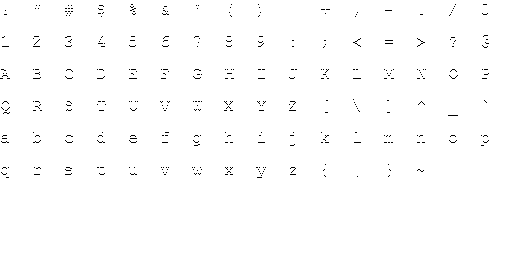 ! " # $ % & ' ( ) + , - . / 0
1 2 3 4 5 6 7 8 9 : ; < = > ? @
A B C D E F G H I J K L M N O P
Q R S T U V W X Y Z [ \ ] ^ _ `
a b c d e f g h i j k l m n o p
q r s t u v w x y z { | } ~